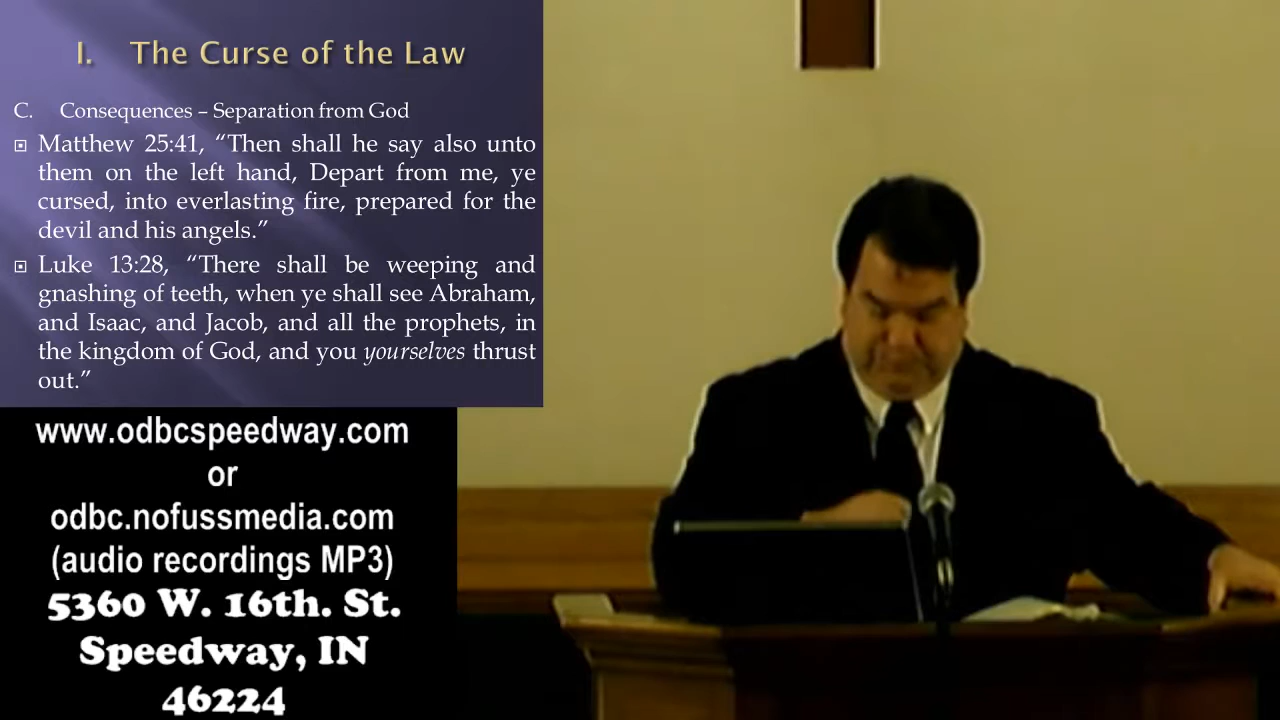 I. The Curse of the Law
C. Consequences – Separation from God
Matthew 25:41, “Then shall he say also unto
them on the left hand, Depart from me, ye
cursed, into everlasting fire, prepared for the
devil and his angels.”
Luke 13:28, “There shall be weeping and
gnashing of teeth, when ye shall see Abraham,
and Isaac, and Jacob, and all the prophets, in
the kingdom of God, and you yourselves thrust
out.”
www.odbcspeedway.com
or
odbc.nofussmedia.com
(audio recordings MP3)
5360 W. 16th. St.
Speedway, IN
46224